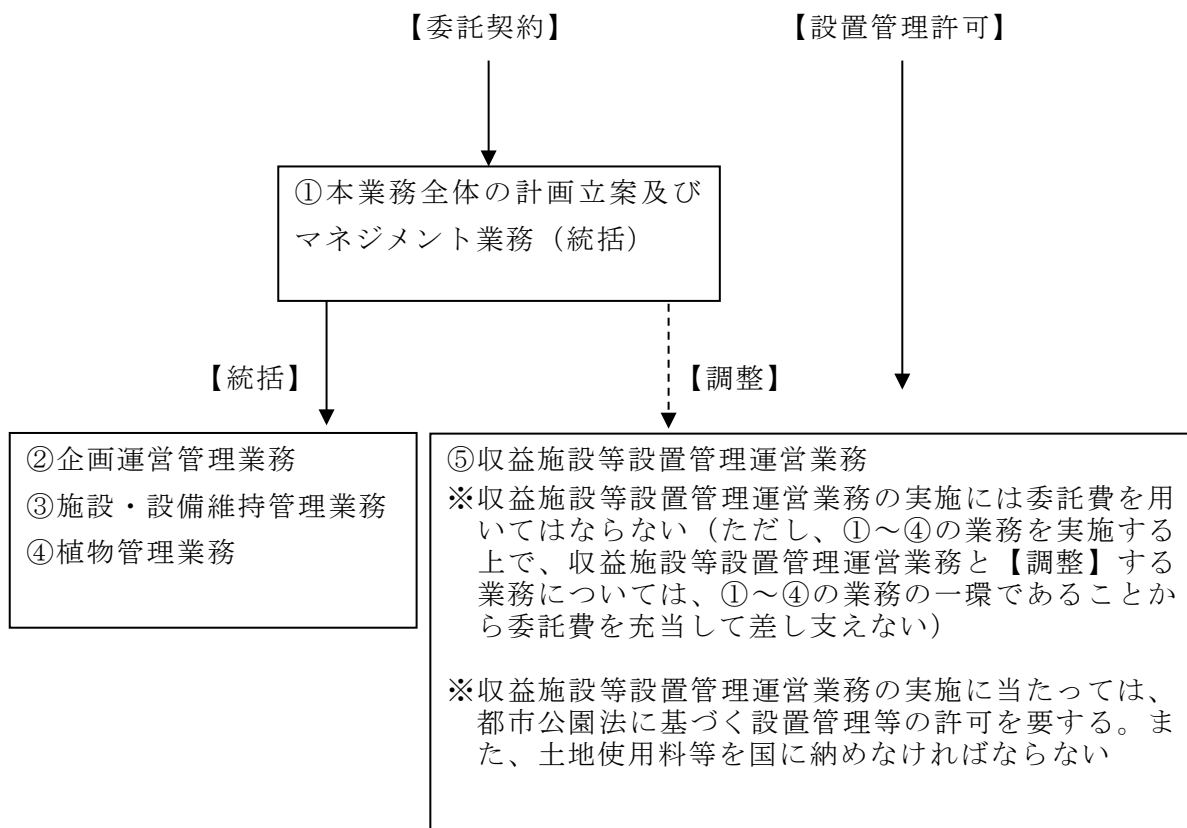 【委託契約】
【設置管理許可】
①本業務全体の計画立案及び
マネジメント業務（統括）
【統括】
【調整】
②企画運営管理業務
③施設・設備維持管理業務
④植物管理業務
⑤収益施設等設置管理運営業務
※収益施設等設置管理運営業務の実施には委託費を用
いてはならない（ただし、①～④の業務を実施する
上で、収益施設等設置管理運営業務と【調整】する
業務については、①～④の業務の一環であることか
ら委託費を充当して差し支えない）
※収益施設等設置管理運営業務の実施に当たっては、
都市公園法に基づく設置管理等の許可を要する。ま
た、土地使用料等を国に納めなければならない